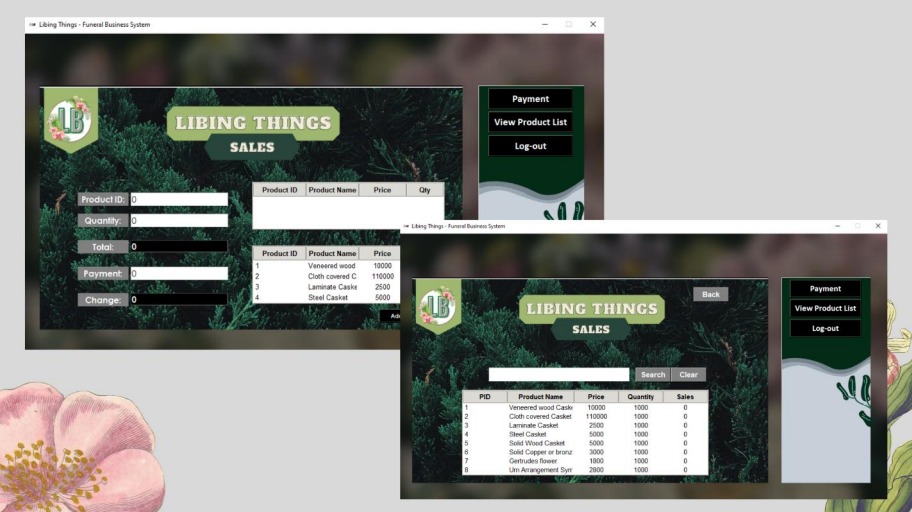 Libing Things - Funeral Business System
LB
LIBING THINGS
SALES
Payment
View Product List
Log-out
Product ID: 0
Quantity: 0
Total: 0
Payment: 0
Change: 0
Product ID Product Name Price Qty
Product ID Product Name Price
1 Veneered wood 10000
2 Cloth covered C 110000
3 Laminate Caske 2500
4 Steel Casket 5000
Libing Things - Funeral Business System
LB
LIBING THINGS
SALES
Back
Payment
View Product List
Log-out
Search Clear
PID Product Name Price Quantity Sales
1 Veneered wood Caske 10000 1000 0
2 Cloth covered Casket 110000 1000 0
3 Laminate Casket 2500 1000 0
4 Steel Casket 5000 1000 0
5 Solid Wood Casket 5000 1000 0
6 Solid Copper or bronz 3000 1000 0
7 Gertrudes flower 1800 1000 0
8 Urn Arrangement Syr 2800 1000 0